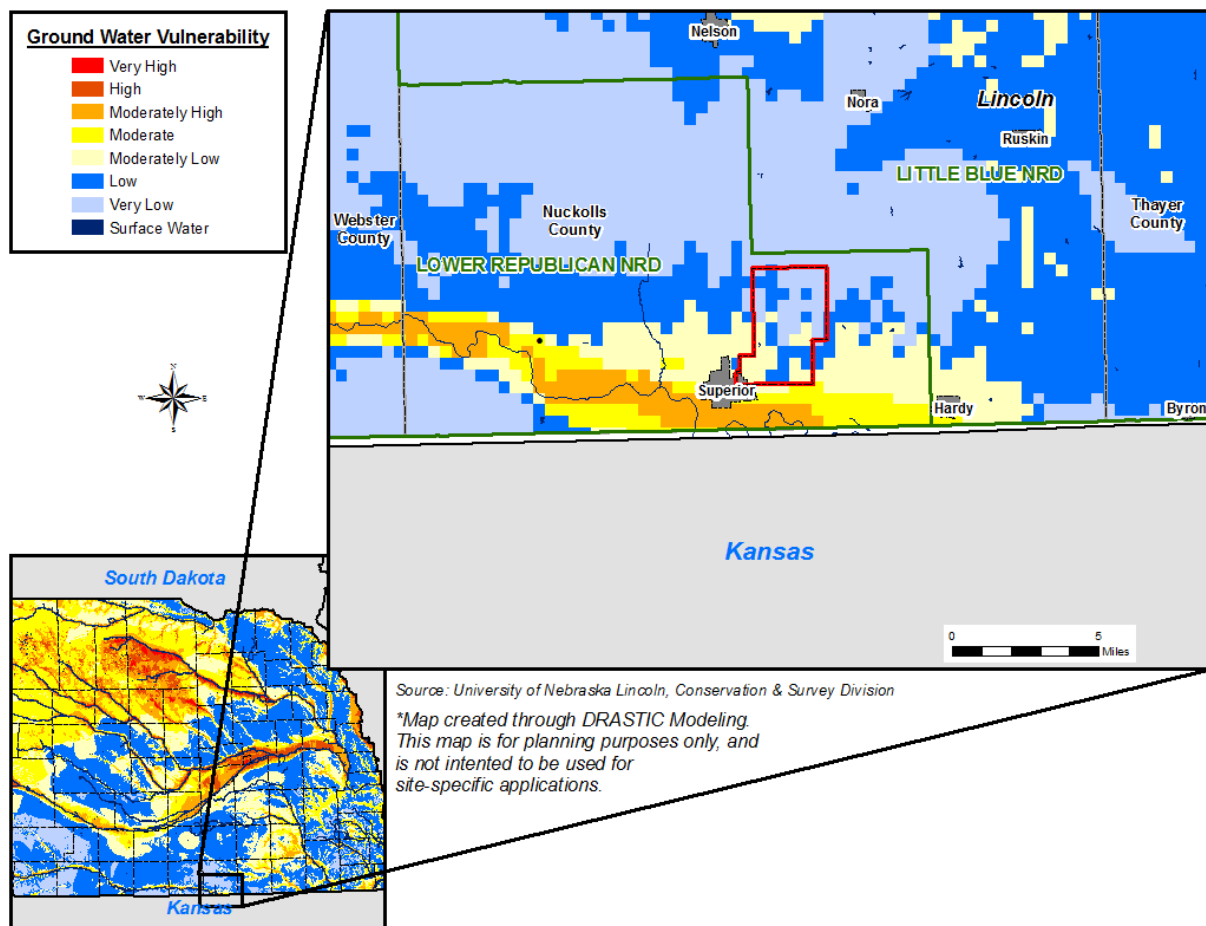 Ground Water Vulnerability
Very High
High
Moderately High
Moderate
Moderately Low
Low
Very Low
Surface Water
Nelson
Nora
Lincoln
Ruskin
LITTLE BLUE NRD
Webster
County
Nuckolls
County
Thayer
County
LOWER REPUBLICAN NRD
Superior
Hardy
Byron
Kansas
0 5
Miles
N
W E
S
South Dakota
Kansas
Source: University of Nebraska Lincoln, Conservation & Survey Division
*Map created through DRASTIC Modeling.
This map is for planning purposes only, and
is not intented to be used for
site-specific applications.